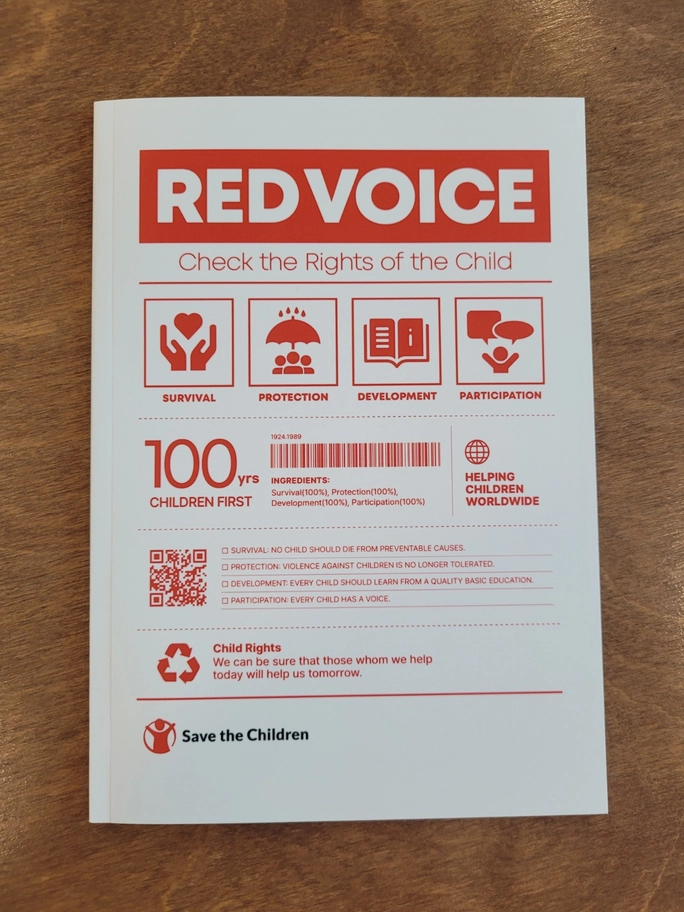 RED VOICE
Check the Rights of the Child
SURVIVAL
PROTECTION
DEVELOPMENT
PARTICIPATION
100yrs
CHILDREN FIRST
1924.1989
INGREDIENTS:
Survival(100%), Protection(100%),
Development(100%), Participation(100%)
HELPING
CHILDREN
WORLDWIDE
☐ SURVIVAL: NO CHILD SHOULD DIE FROM PREVENTABLE CAUSES.
☐ PROTECTION: VIOLENCE AGAINST CHILDREN IS NO LONGER TOLERATED.
☐ DEVELOPMENT: EVERY CHILD SHOULD LEARN FROM A QUALITY BASIC EDUCATION.
☐ PARTICIPATION: EVERY CHILD HAS A VOICE.
Child Rights
We can be sure that those whom we help
today will help us tomorrow.
Save the Children